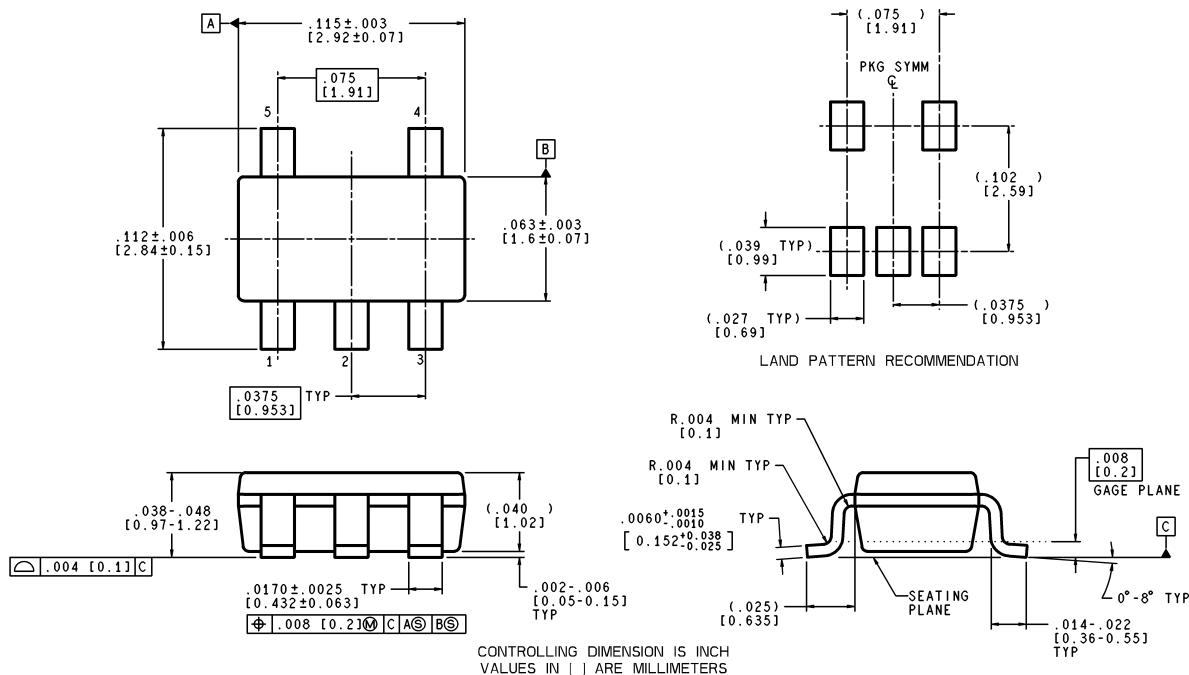 A
.115±.003
[2.92±0.07]
.075
[1.91]
5
4
B
.112±.006
[2.84±0.15]
.063±.003
[1.6±0.07]
1
2
3
.0375
[0.953]
TYP
(.075 )
[1.91]
PKG SYMM
℄
(.102 )
[2.59]
(.039 TYP)
[0.99]
(.027 TYP)
[0.69]
(.0375 )
[0.953]
LAND PATTERN RECOMMENDATION
.038-.048
[0.97-1.22]
(.040 )
[1.02]
⌓ .004 [0.1] C
.0170±.0025
[0.432±0.063]
TYP
⌖ .008 [0.2]Ⓜ C AⓈ BⓈ
.002-.006
[0.05-0.15]
TYP
R.004 MIN TYP
[0.1]
R.004 MIN TYP
[0.1]
.0060+.0015
-.0010
[0.152+0.038
-0.025]
TYP
.008
[0.2]
GAGE PLANE
C
(.025)
[0.635]
SEATING
PLANE
0°-8° TYP
.014-.022
[0.36-0.55]
TYP
CONTROLLING DIMENSION IS INCH
VALUES IN [ ] ARE MILLIMETERS